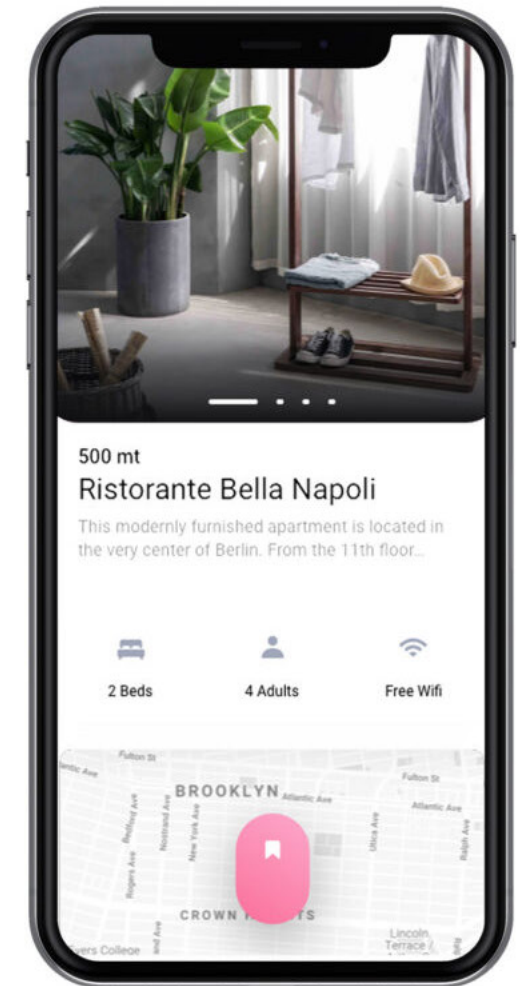 500 mt
Ristorante Bella Napoli
This modernly furnished apartment is located in
the very center of Berlin. From the 11th floor...
2 Beds
4 Adults
Free Wifi
Fulton St
Atlantic Ave
BROOKLYN
Atlantic Ave
Fulton St
Atlantic Ave
Bedford Ave
Nostrand Ave
New York Ave
Utica Ave
Ralph Ave
Rogers Ave
CROWN
Lincoln
Terrace /